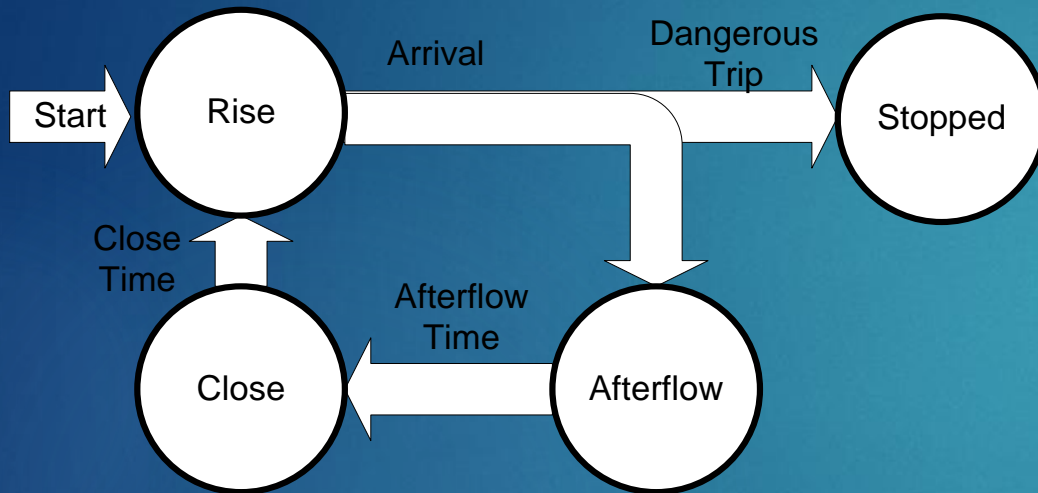 Arrival
Dangerous
Trip
Start
Rise
Stopped
Close
Time
Afterflow
Time
Close
Afterflow